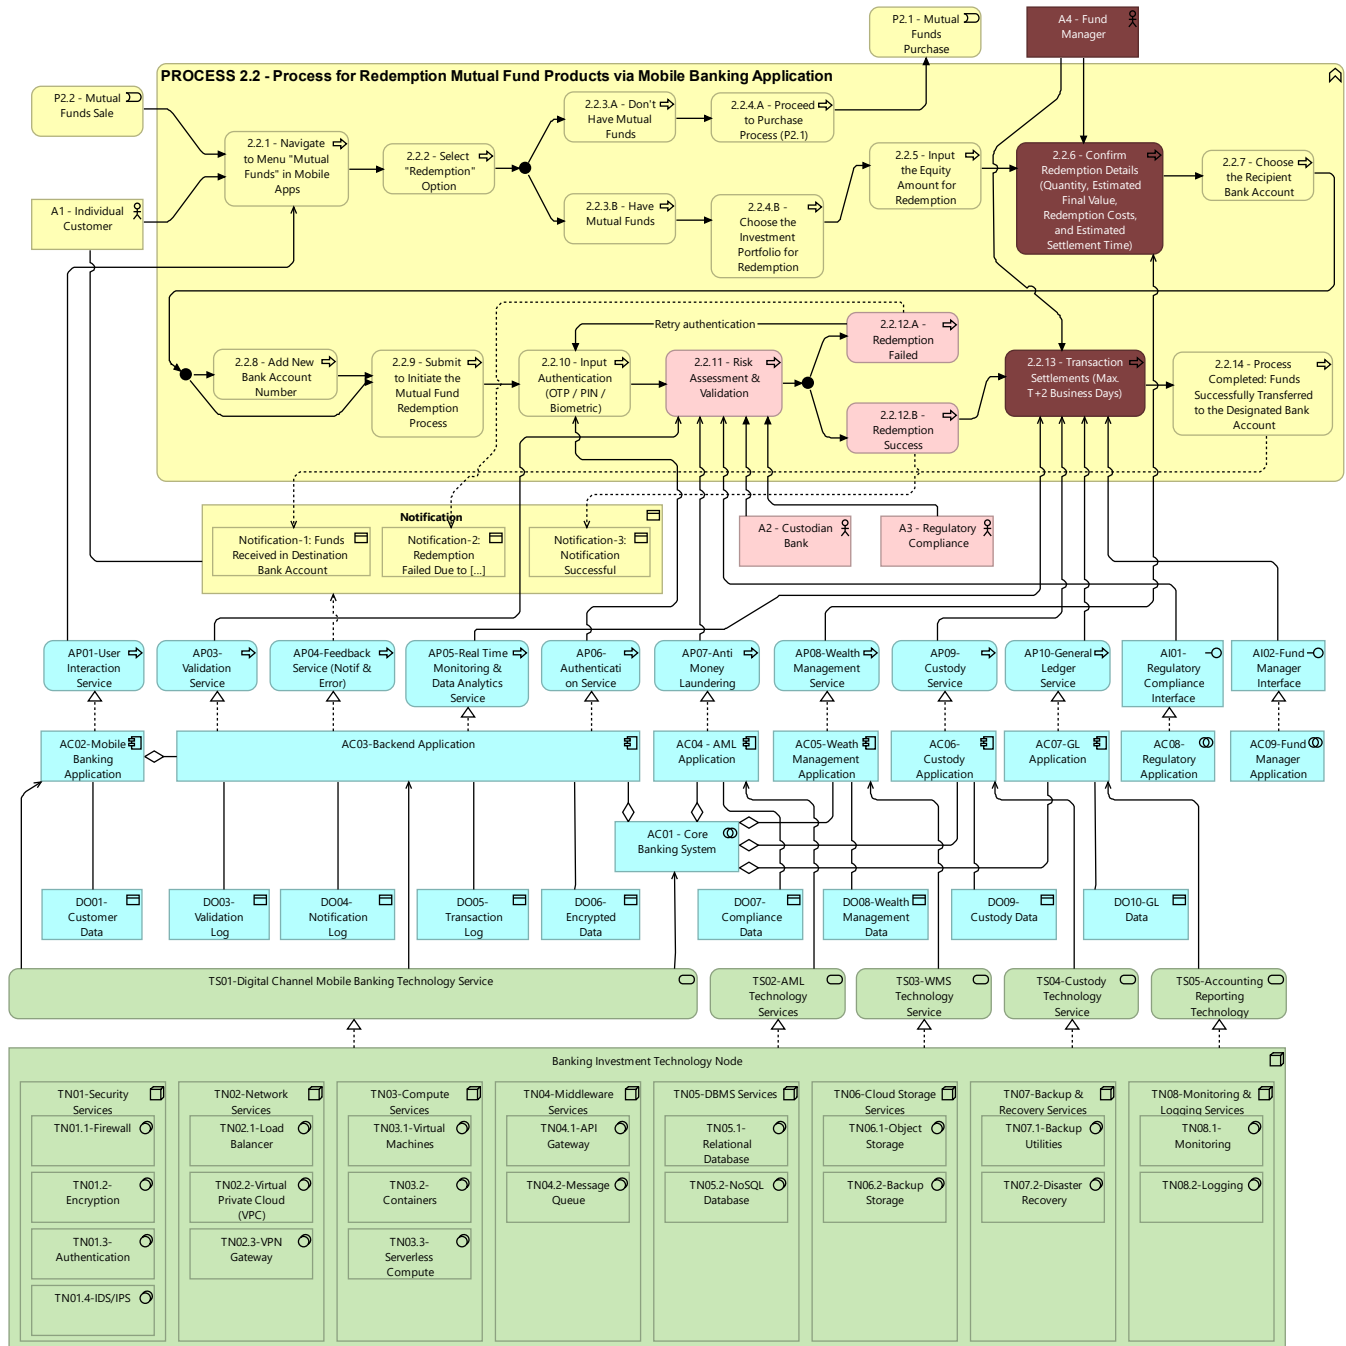 P2.1 - Mutual
Funds
Purchase
A4 - Fund
Manager
PROCESS 2.2 - Process for Redemption Mutual Fund Products via Mobile Banking Application
P2.2 - Mutual
Funds Sale
2.2.1 - Navigate
to Menu "Mutual
Funds" in Mobile
Apps
2.2.2 - Select
"Redemption"
Option
2.2.3.A - Don't
Have Mutual
Funds
2.2.4.A - Proceed
to Purchase
Process (P2.1)
2.2.3.B - Have
Mutual Funds
2.2.4.B -
Choose the
Investment
Portfolio for
Redemption
2.2.5 - Input
the Equity
Amount for
Redemption
2.2.6 - Confirm
Redemption Details
(Quantity, Estimated
Final Value,
Redemption Costs,
and Estimated
Settlement Time)
2.2.7 - Choose
the Recipient
Bank Account
A1 - Individual
Customer
Retry authentication
2.2.8 - Add New
Bank Account
Number
2.2.9 - Submit
to Initiate the
Mutual Fund
Redemption
Process
2.2.10 - Input
Authentication
(OTP / PIN /
Biometric)
2.2.11 - Risk
Assessment &
Validation
2.2.12.A -
Redemption
Failed
2.2.12.B -
Redemption
Success
2.2.13 - Transaction
Settlements (Max.
T+2 Business Days)
2.2.14 - Process
Completed: Funds
Successfully Transferred
to the Designated Bank
Account
Notification
Notification-1: Funds
Received in Destination
Bank Account
Notification-2:
Redemption
Failed Due to [...]
Notification-3:
Notification
Successful
A2 - Custodian
Bank
A3 - Regulatory
Compliance
AP01-User
Interaction
Service
AP03-
Validation
Service
AP04-Feedback
Service (Notif &
Error)
AP05-Real Time
Monitoring &
Data Analytics
Service
AP06-
Authenticati
on Service
AP07-Anti
Money
Laundering
AP08-Wealth
Management
Service
AP09-
Custody
Service
AP10-General
Ledger
Service
AI01-
Regulatory
Compliance
Interface
AI02-Fund
Manager
Interface
AC02-Mobile
Banking
Application
AC03-Backend Application
AC04 - AML
Application
AC05-Weath
Management
Application
AC06-
Custody
Application
AC07-GL
Application
AC08-
Regulatory
Application
AC09-Fund
Manager
Application
AC01 - Core
Banking System
DO01-
Customer
Data
DO03-
Validation
Log
DO04-
Notification
Log
DO05-
Transaction
Log
DO06-
Encrypted
Data
DO07-
Compliance
Data
DO08-Wealth
Management
Data
DO09-
Custody Data
DO10-GL
Data
TS01-Digital Channel Mobile Banking Technology Service
TS02-AML
Technology
Services
TS03-WMS
Technology
Service
TS04-Custody
Technology
Service
TS05-Accounting
Reporting
Technology
Banking Investment Technology Node
TN01-Security
Services
TN01.1-Firewall
TN01.2-
Encryption
TN01.3-
Authentication
TN01.4-IDS/IPS
TN02-Network
Services
TN02.1-Load
Balancer
TN02.2-Virtual
Private Cloud
(VPC)
TN02.3-VPN
Gateway
TN03-Compute
Services
TN03.1-Virtual
Machines
TN03.2-
Containers
TN03.3-
Serverless
Compute
TN04-Middleware
Services
TN04.1-API
Gateway
TN04.2-Message
Queue
TN05-DBMS Services
TN05.1-
Relational
Database
TN05.2-NoSQL
Database
TN06-Cloud Storage
Services
TN06.1-Object
Storage
TN06.2-Backup
Storage
TN07-Backup &
Recovery Services
TN07.1-Backup
Utilities
TN07.2-Disaster
Recovery
TN08-Monitoring &
Logging Services
TN08.1-
Monitoring
TN08.2-Logging